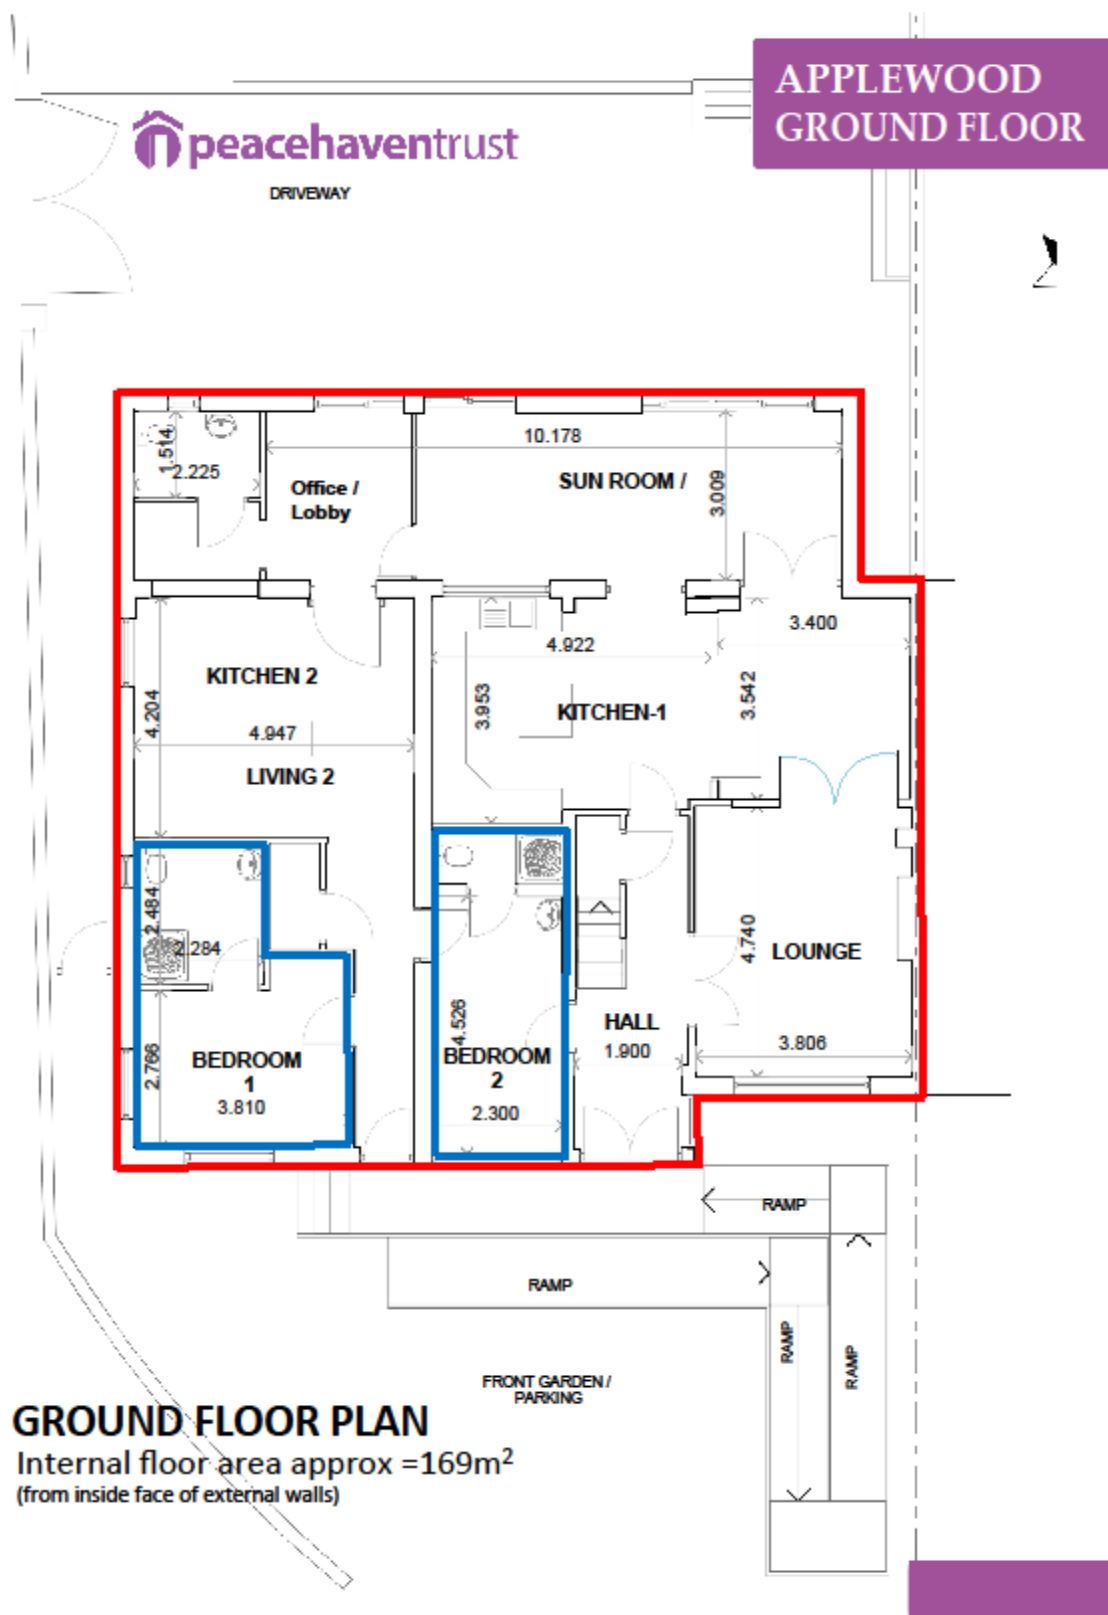 APPLEWOOD
GROUND FLOOR
peacehaventrust
DRIVEWAY
10.178
1.514
2.225
SUN ROOM /
Office /
Lobby
3.009
3.400
4.922
KITCHEN 2
4.204
3.953
3.542
KITCHEN-1
4.947
LIVING 2
2.484
2.284
4.740
LOUNGE
4.526
HALL
1.900
3.806
2.766
BEDROOM
1
3.810
BEDROOM
2
2.300
RAMP
RAMP
RAMP
RAMP
FRONT GARDEN /
PARKING
GROUND FLOOR PLAN
Internal floor area approx =169m²
(from inside face of external walls)